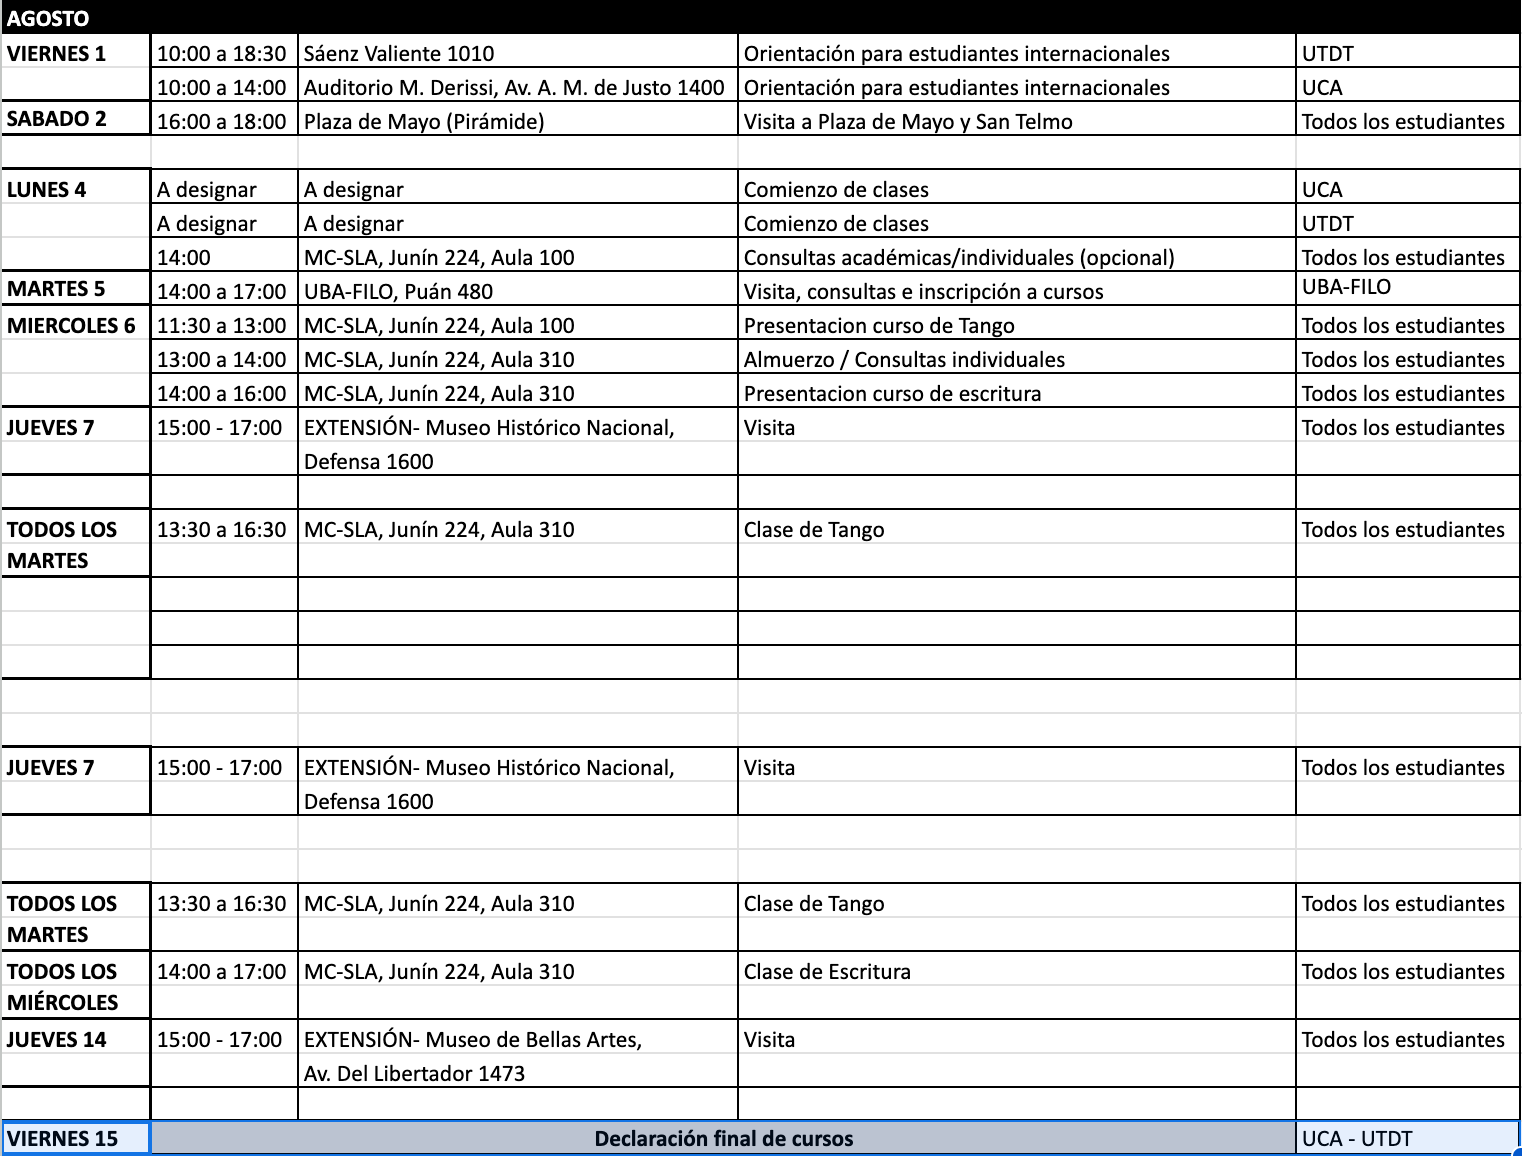 AGOSTO
VIERNES 1 10:00 a 18:30 Sáenz Valiente 1010 Orientación para estudiantes internacionales UTDT
10:00 a 14:00 Auditorio M. Derissi, Av. A. M. de Justo 1400 Orientación para estudiantes internacionales UCA
SABADO 2 16:00 a 18:00 Plaza de Mayo (Pirámide) Visita a Plaza de Mayo y San Telmo Todos los estudiantes
LUNES 4 A designar A designar Comienzo de clases UCA
A designar A designar Comienzo de clases UTDT
14:00 MC-SLA, Junín 224, Aula 100 Consultas académicas/individuales (opcional) Todos los estudiantes
MARTES 5 14:00 a 17:00 UBA-FILO, Puán 480 Visita, consultas e inscripción a cursos UBA-FILO
MIERCOLES 6 11:30 a 13:00 MC-SLA, Junín 224, Aula 100 Presentacion curso de Tango Todos los estudiantes
13:00 a 14:00 MC-SLA, Junín 224, Aula 310 Almuerzo / Consultas individuales Todos los estudiantes
14:00 a 16:00 MC-SLA, Junín 224, Aula 310 Presentacion curso de escritura Todos los estudiantes
JUEVES 7 15:00 - 17:00 EXTENSIÓN- Museo Histórico Nacional, Visita Todos los estudiantes
Defensa 1600
TODOS LOS 13:30 a 16:30 MC-SLA, Junín 224, Aula 310 Clase de Tango Todos los estudiantes
MARTES
JUEVES 7 15:00 - 17:00 EXTENSIÓN- Museo Histórico Nacional, Visita Todos los estudiantes
Defensa 1600
TODOS LOS 13:30 a 16:30 MC-SLA, Junín 224, Aula 310 Clase de Tango Todos los estudiantes
MARTES
TODOS LOS 14:00 a 17:00 MC-SLA, Junín 224, Aula 310 Clase de Escritura Todos los estudiantes
MIÉRCOLES
JUEVES 14 15:00 - 17:00 EXTENSIÓN- Museo de Bellas Artes, Visita Todos los estudiantes
Av. Del Libertador 1473
VIERNES 15 Declaración final de cursos UCA - UTDT